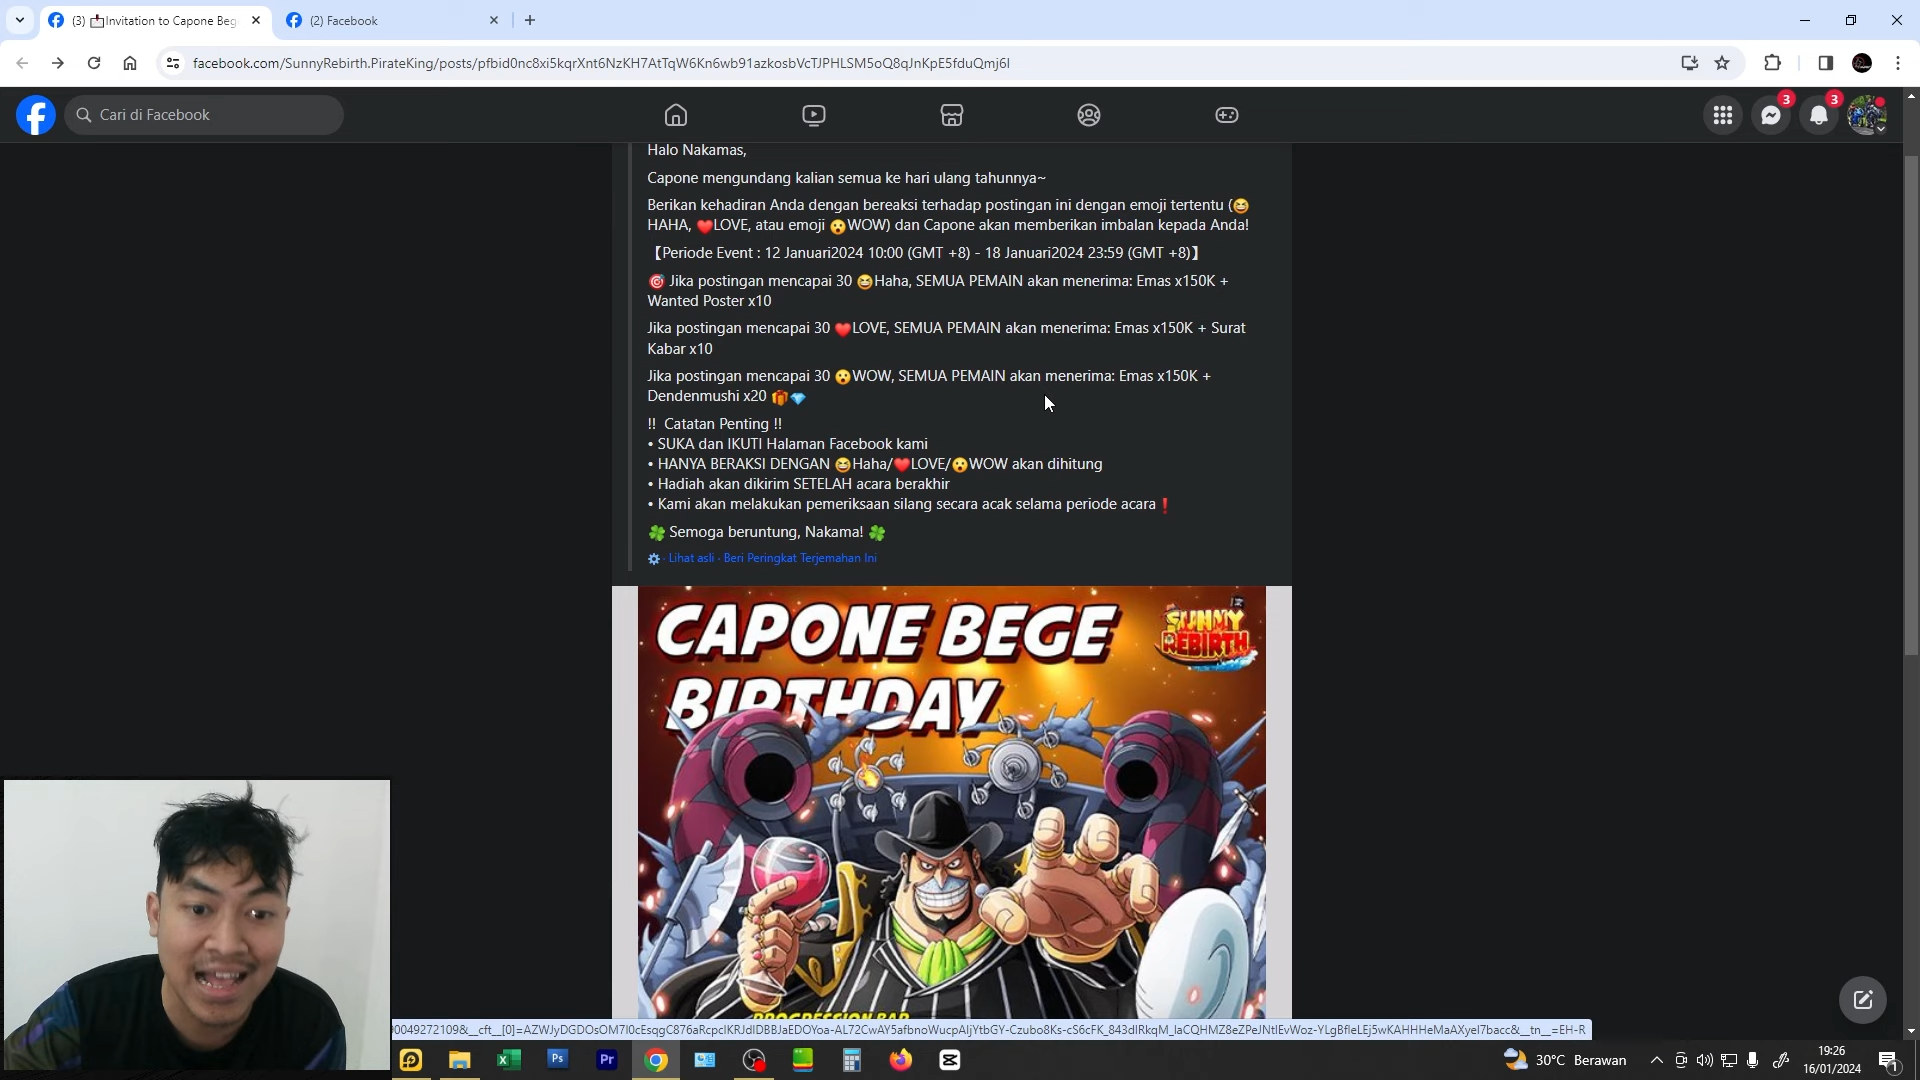 (3) 📩Invitation to Capone Beg
(2) Facebook
facebook.com/SunnyRebirth.PirateKing/posts/
Cari di Facebook
3
3
Halo Nakamas,
Capone mengundang kalian semua ke hari ulang tahunnya~
Berikan kehadiran Anda dengan bereaksi terhadap postingan ini dengan emoji tertentu (😆
HAHA, ❤️LOVE, atau emoji 😮WOW) dan Capone akan memberikan imbalan kepada Anda!
【Periode Event : 12 Januari2024 10:00 (GMT +8) - 18 Januari2024 23:59 (GMT +8)】
🎯 Jika postingan mencapai 30 😆Haha, SEMUA PEMAIN akan menerima: Emas x150K +
Wanted Poster x10
Jika postingan mencapai 30 ❤️LOVE, SEMUA PEMAIN akan menerima: Emas x150K + Surat
Kabar x10
Jika postingan mencapai 30 😮WOW, SEMUA PEMAIN akan menerima: Emas x150K +
Dendenmushi x20 🎁💎
!! Catatan Penting !!
• SUKA dan IKUTI Halaman Facebook kami
• HANYA BERAKSI DENGAN 😆Haha/❤️LOVE/😮WOW akan dihitung
• Hadiah akan dikirim SETELAH acara berakhir
• Kami akan melakukan pemeriksaan silang secara acak selama periode acara❗
🍀 Semoga beruntung, Nakama! 🍀
· Lihat asli · Beri Peringkat Terjemahan Ini
CAPONE BEGE
BIRTHDAY
SUNNY
REBIRTH
PROGRESSION BAR
30°C Berawan
19:26
16/01/2024
1